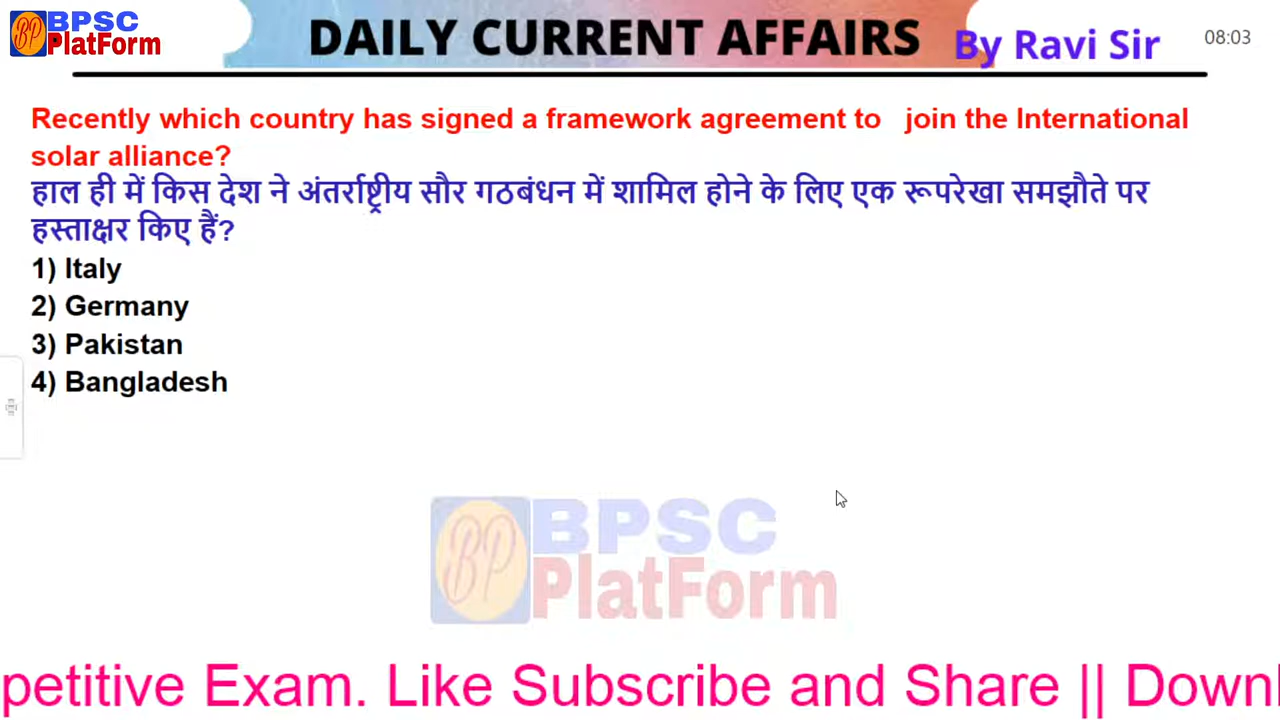 BP BPSC PlatForm
DAILY CURRENT AFFAIRS By Ravi Sir
08:03
Recently which country has signed a framework agreement to join the International
solar alliance?
हाल ही में किस देश ने अंतर्राष्ट्रीय सौर गठबंधन में शामिल होने के लिए एक रूपरेखा समझौते पर
हस्ताक्षर किए हैं?
1) Italy
2) Germany
3) Pakistan
4) Bangladesh
BP BPSC
PlatForm
petitive Exam. Like Subscribe and Share || Downl